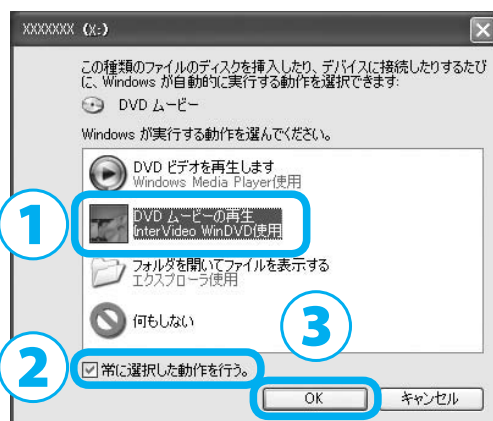 XXXXXXX (X:)
この種類のファイルのディスクを挿入したり、デバイスに接続したりするたび
に、Windows が自動的に実行する動作を選択できます:
DVD ムービー
Windows が実行する動作を選んでください。
DVD ビデオを再生します
Windows Media Player使用
1
DVD ムービーの再生
InterVideo WinDVD使用
フォルダを開いてファイルを表示する
エクスプローラ使用
何もしない
3
2
常に選択した動作を行う。
OK
キャンセル